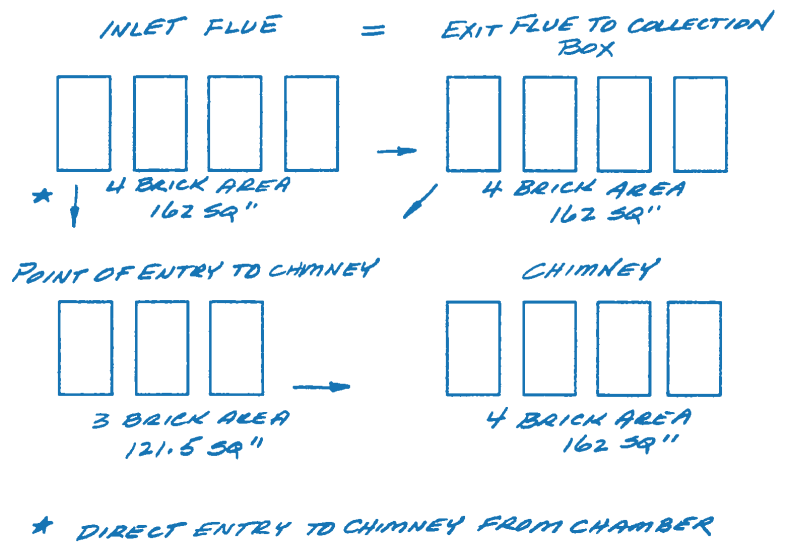 INLET FLUE = EXIT FLUE TO COLLECTION
BOX
4 BRICK AREA
162 SQ"
4 BRICK AREA
162 SQ"
POINT OF ENTRY TO CHIMNEY
CHIMNEY
3 BRICK AREA
121.5 SQ"
4 BRICK AREA
162 SQ"
★ DIRECT ENTRY TO CHIMNEY FROM CHAMBER